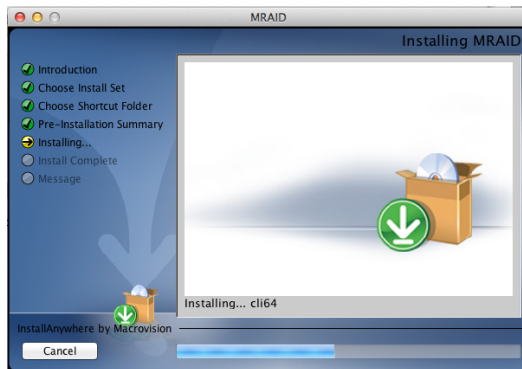 MRAID
Installing MRAID
Introduction
Choose Install Set
Choose Shortcut Folder
Pre-Installation Summary
Installing...
Install Complete
Message
Installing... cli64
InstallAnywhere by Macrovision
Cancel